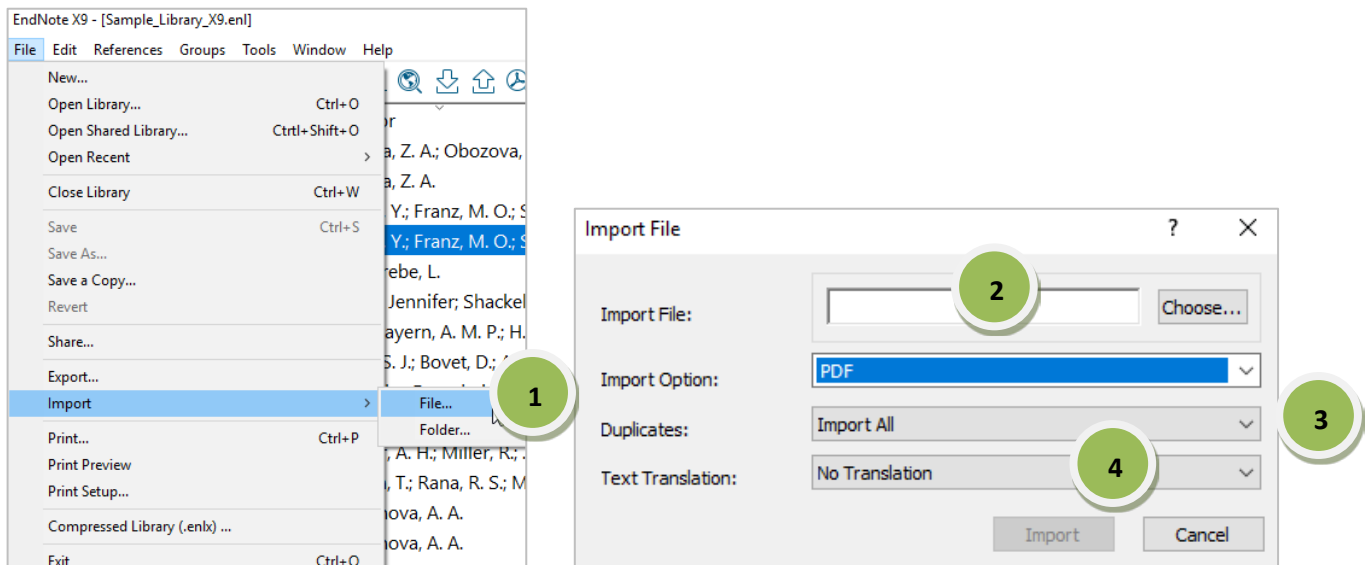 EndNote X9 - [Sample_Library_X9.enl]
File Edit References Groups Tools Window Help
New...
Open Library... Ctrl+O
Open Shared Library... Ctrtl+Shift+O
Open Recent >
Close Library Ctrl+W
Save Ctrl+S
Save As...
Save a Copy...
Revert
Share...
Export...
Import >
Print... Ctrl+P
Print Preview
Print Setup...
Compressed Library (.enlx) ...
Exit Ctrl+Q
File...
Folder...
1
a, Z. A.; Obozova,
a, Z. A.
Y.; Franz, M. O.; S
Y.; Franz, M. O.; S
rebe, L.
Jennifer; Shackel
ayern, A. M. P.; H.
S. J.; Bovet, D.;
, A. H.; Miller, R.;
, T.; Rana, R. S.; M
nova, A. A.
nova, A. A.
Import File ? X
2
Import File: Choose...
Import Option: PDF
Duplicates: Import All
3
Text Translation: No Translation
4
Import Cancel